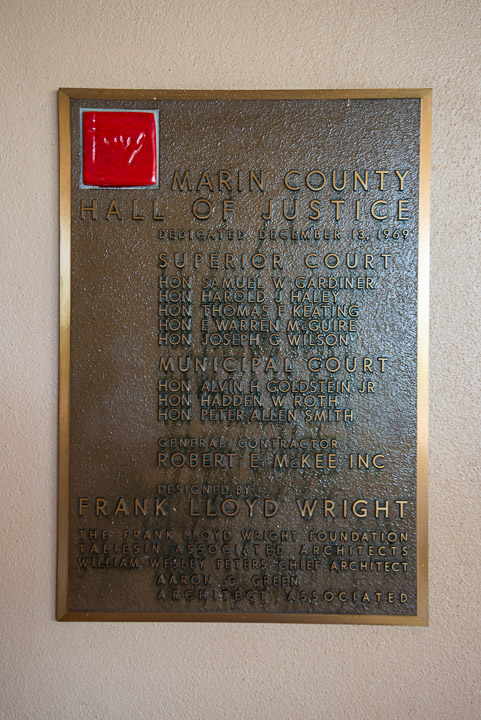 MARIN COUNTY
HALL OF JUSTICE
DEDICATED DECEMBER 13, 1969
SUPERIOR COURT
HON SAMUEL W GARDINER
HON HAROLD J HALEY
HON THOMAS F KEATING
HON E WARREN McGUIRE
HON JOSEPH G WILSON
MUNICIPAL COURT
HON ALVIN H GOLDSTEIN JR
HON HADDEN W ROTH
HON PETER ALLEN SMITH
GENERAL CONTRACTOR
ROBERT E McKEE INC
DESIGNED BY
FRANK LLOYD WRIGHT
THE FRANK LLOYD WRIGHT FOUNDATION
TALIESIN ASSOCIATED ARCHITECTS
WILLIAM WESLEY PETERS CHIEF ARCHITECT
AARON G GREEN
ARCHITECT ASSOCIATED